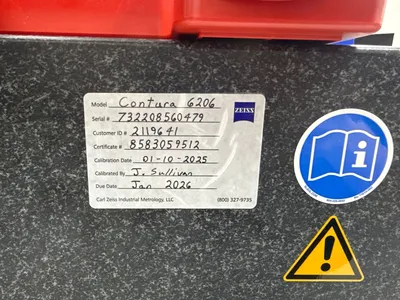 Model Contura 6206
ZEISS
Serial # 732208560479
Customer ID # 2119641
Certificate # 8583059512
Calibration Date 01-10-2025
Calibrated By J. Sullivan
Due Date Jan 2026
Carl Zeiss Industrial Metrology, LLC (800) 327-9735